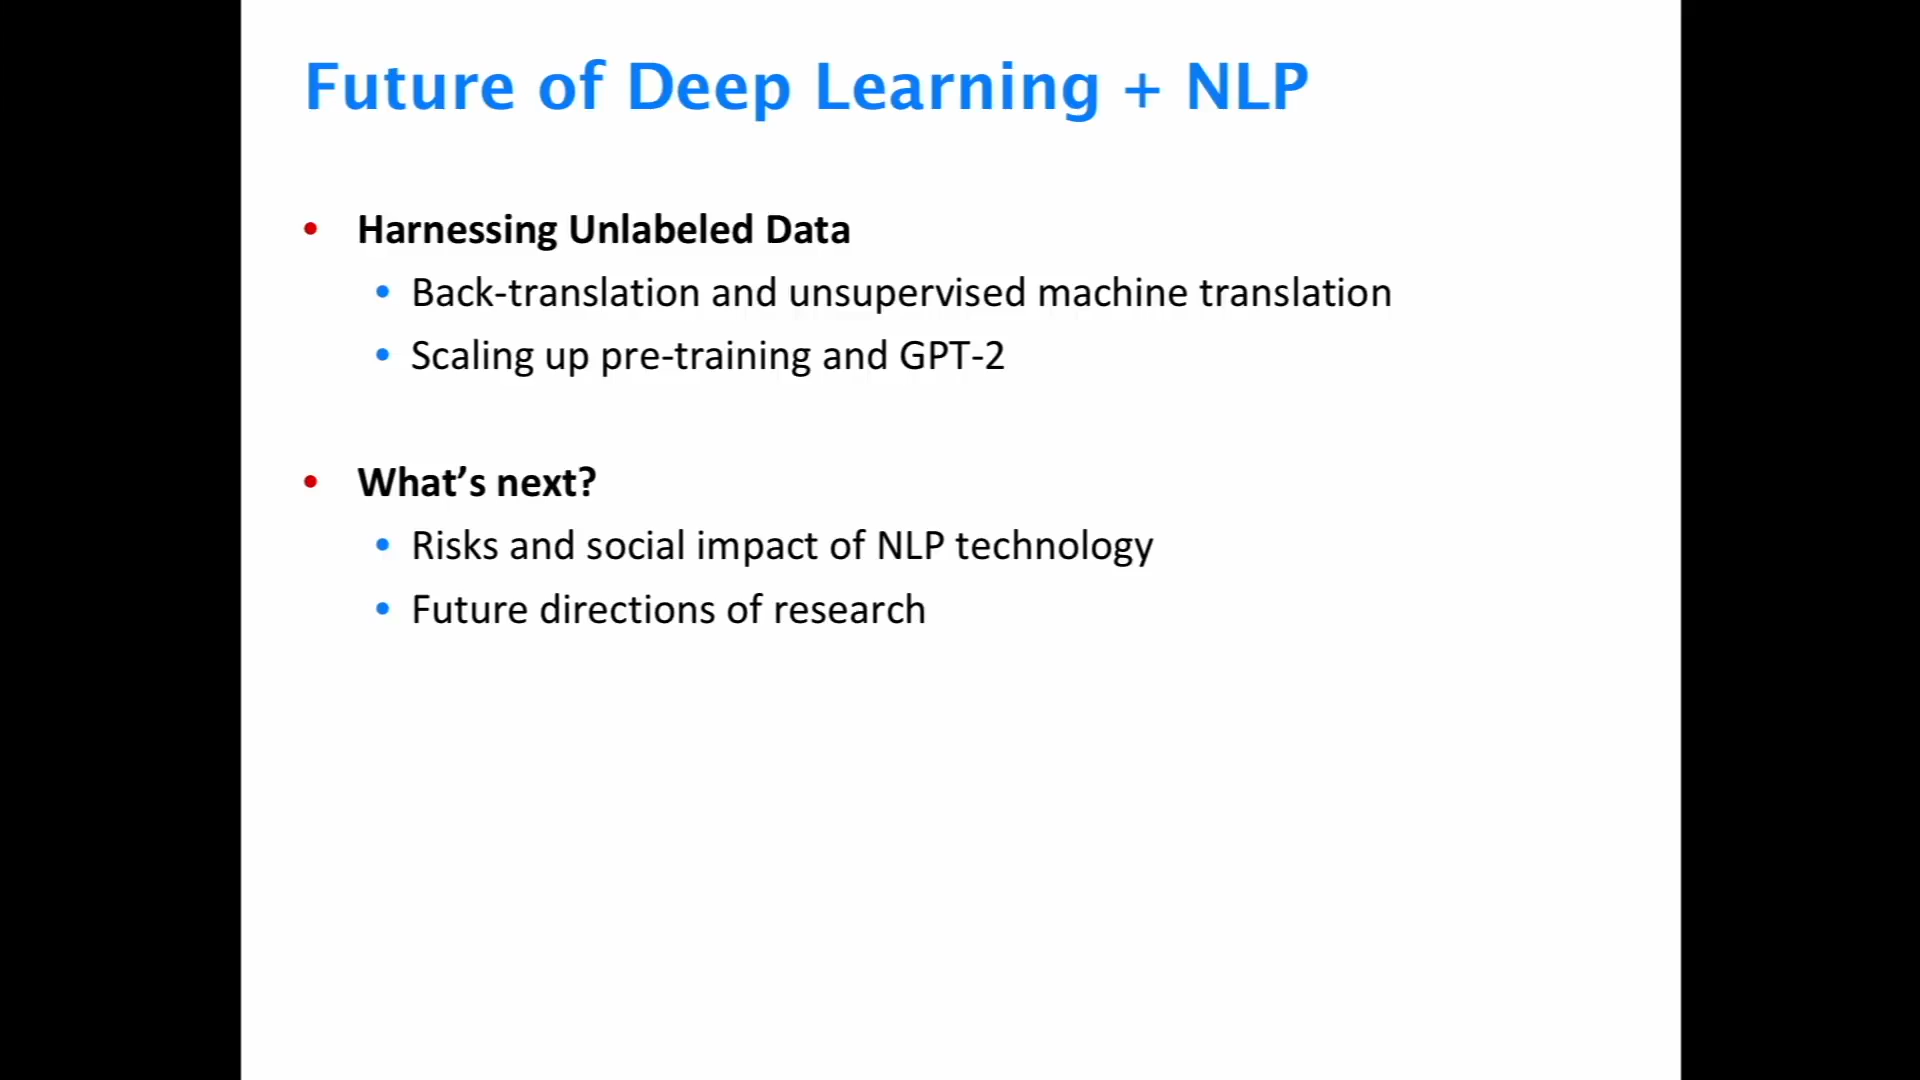 Future of Deep Learning + NLP
• Harnessing Unlabeled Data
• Back-translation and unsupervised machine translation
• Scaling up pre-training and GPT-2
• What’s next?
• Risks and social impact of NLP technology
• Future directions of research